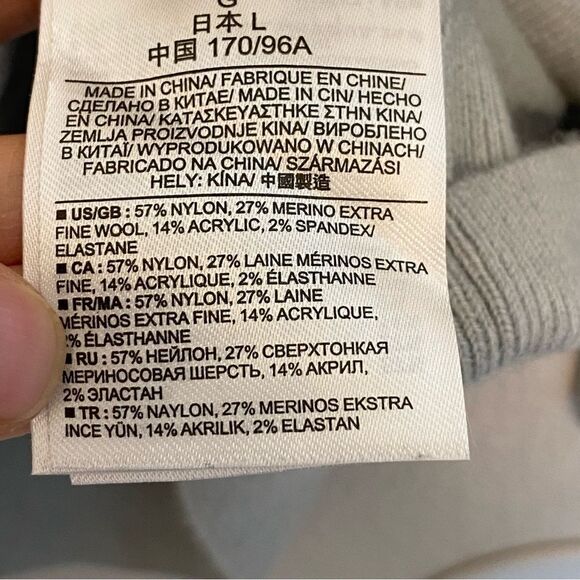 G
日本 L
中国 170/96A
MADE IN CHINA/ FABRIQUE EN CHINE/
СДЕЛАНО В КИТАЕ/ MADE IN CIN/ HECHO
EN CHINA/ ΚΑΤΑΣΚΕΥΑΣΤΗΚΕ ΣΤΗΝ ΚΙΝΑ/
ZEMLJA PROIZVODNJE KINA/ ВИРОБЛЕНО
В КИТАЇ/ WYPRODUKOWANO W CHINACH/
FABRICADO NA CHINA/ SZÁRMAZÁSI
HELY: KÍNA/ 中國製造
■ US/GB : 57% NYLON, 27% MERINO EXTRA
FINE WOOL, 14% ACRYLIC, 2% SPANDEX/
ELASTANE
■ CA : 57% NYLON, 27% LAINE MÉRINOS EXTRA
FINE, 14% ACRYLIQUE, 2% ÉLASTHANNE
■ FR/MA : 57% NYLON, 27% LAINE
MÉRINOS EXTRA FINE, 14% ACRYLIQUE,
% ÉLASTHANNE
■ RU : 57% НЕЙЛОН, 27% СВЕРХТОНКАЯ
МЕРИНОСОВАЯ ШЕРСТЬ, 14% АКРИЛ,
2% ЭЛАСТАН
■ TR : 57% NAYLON, 27% MERINOS EKSTRA
INCE YÜN, 14% AKRILIK, 2% ELASTAN